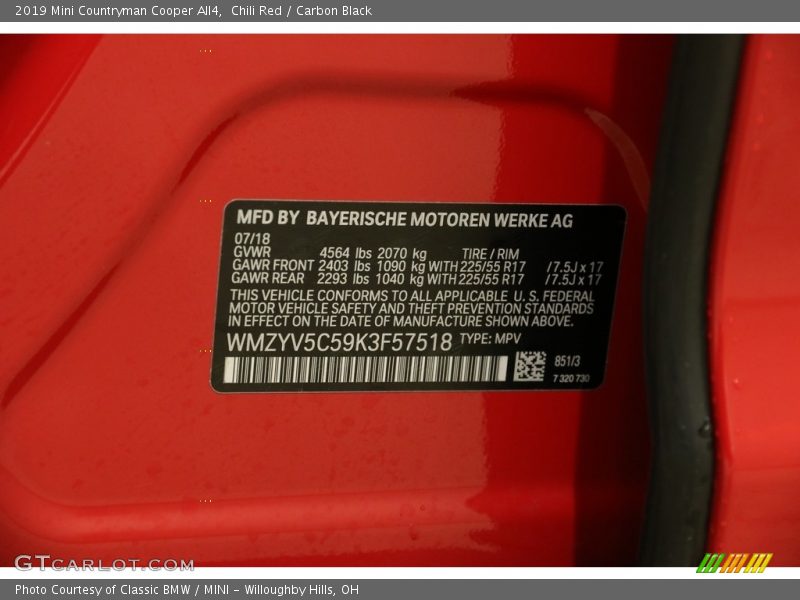 2019 Mini Countryman Cooper All4,  Chili Red / Carbon Black
MFD BY BAYERISCHE MOTOREN WERKE AG
07/18
GVWR 4564 lbs 2070 kg TIRE / RIM
GAWR FRONT 2403 lbs 1090 kg WITH 225/55 R17 /7.5J x 17
GAWR REAR 2293 lbs 1040 kg WITH 225/55 R17 /7.5J x 17
THIS VEHICLE CONFORMS TO ALL APPLICABLE U. S. FEDERAL
MOTOR VEHICLE SAFETY AND THEFT PREVENTION STANDARDS
IN EFFECT ON THE DATE OF MANUFACTURE SHOWN ABOVE.
WMZYV5C59K3F57518 TYPE: MPV
851/3
7 320 730
GTCARLOT.COM
Photo Courtesy of Classic BMW / MINI - Willoughby Hills, OH